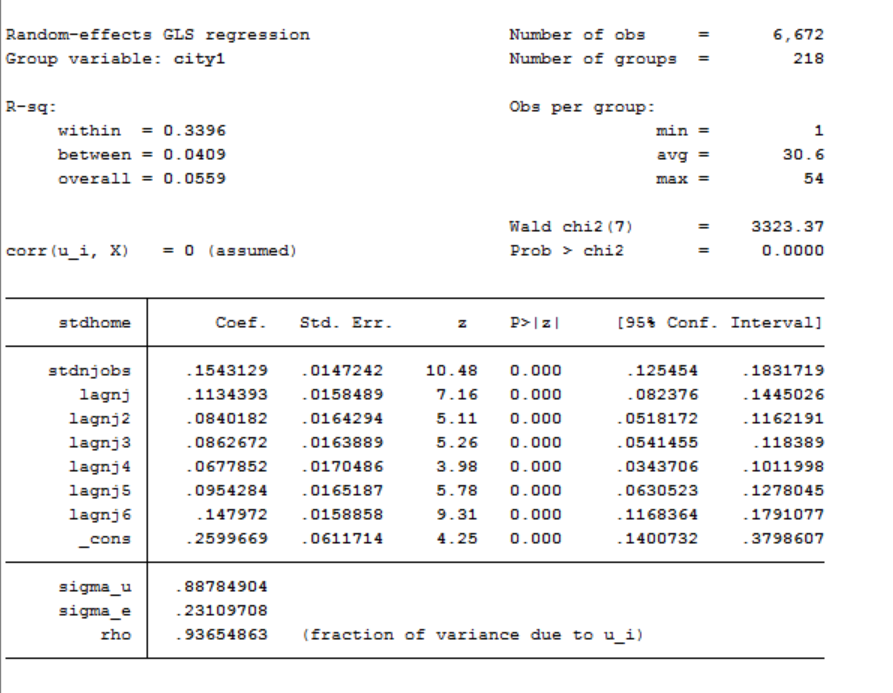 Random-effects GLS regression                   Number of obs     =      6,672
Group variable: city1                           Number of groups  =        218
R-sq:                                           Obs per group:
     within  = 0.3396                                         min =          1
     between = 0.0409                                         avg =       30.6
     overall = 0.0559                                         max =         54
                                                Wald chi2(7)      =    3323.37
corr(u_i, X)   = 0 (assumed)                    Prob > chi2       =     0.0000
stdhome | Coef. Std. Err. z P>|z| [95% Conf. Interval]
stdnjobs | .1543129 .0147242 10.48 0.000 .125454 .1831719
lagnj | .1134393 .0158489 7.16 0.000 .082376 .1445026
lagnj2 | .0840182 .0164294 5.11 0.000 .0518172 .1162191
lagnj3 | .0862672 .0163889 5.26 0.000 .0541455 .118389
lagnj4 | .0677852 .0170486 3.98 0.000 .0343706 .1011998
lagnj5 | .0954284 .0165187 5.78 0.000 .0630523 .1278045
lagnj6 | .147972 .0158858 9.31 0.000 .1168364 .1791077
_cons | .2599669 .0611714 4.25 0.000 .1400732 .3798607
sigma_u | .88784904
sigma_e | .23109708
rho | .93654863 (fraction of variance due to u_i)